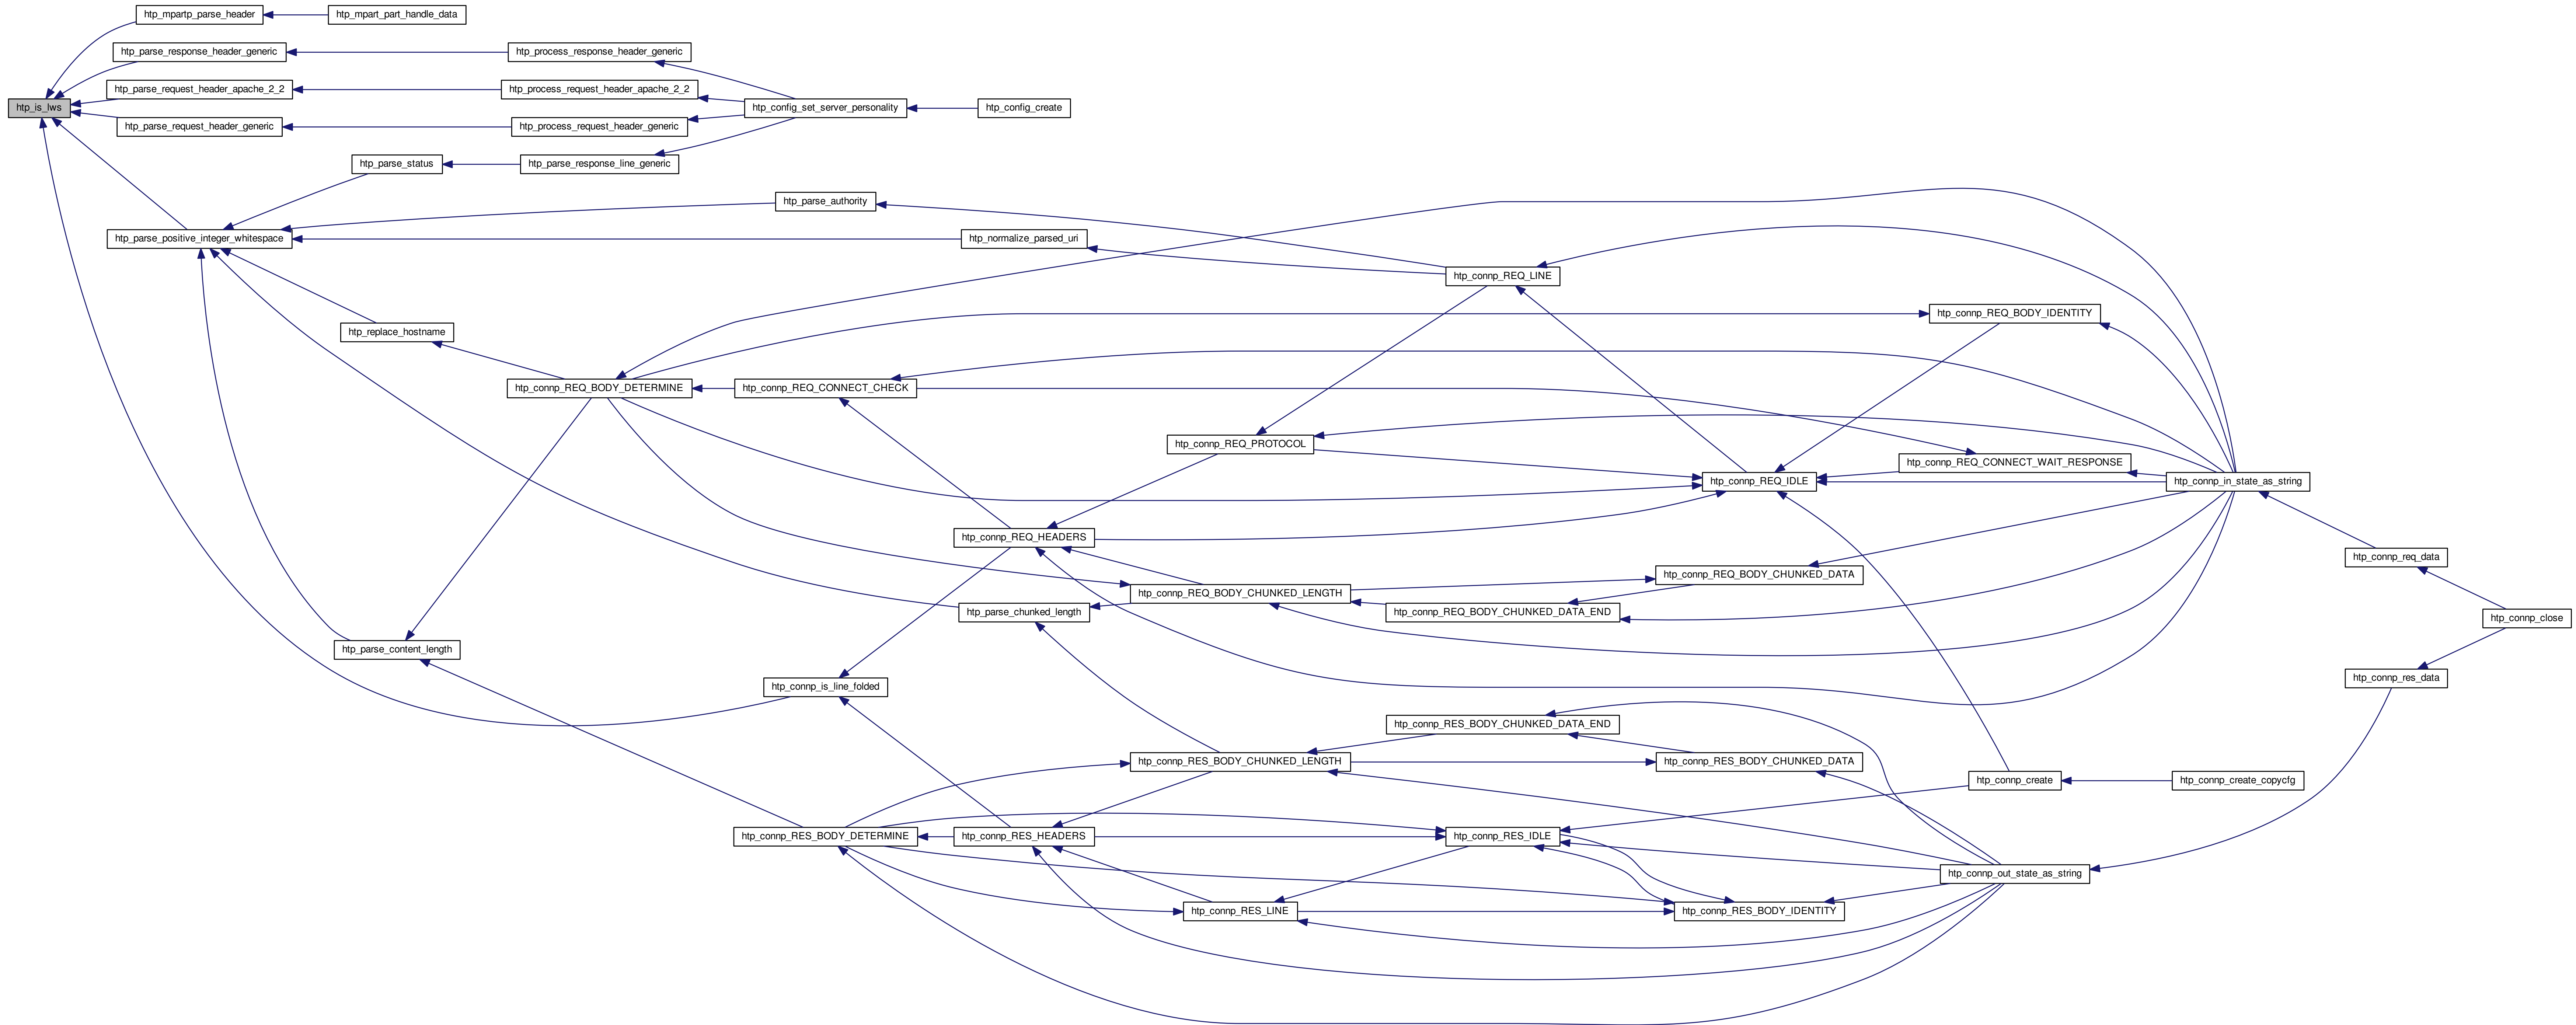 htp_mpartp_parse_header
htp_mpart_part_handle_data
htp_parse_response_header_generic
htp_process_response_header_generic
htp_parse_request_header_apache_2_2
htp_process_request_header_apache_2_2
htp_is_lws
htp_config_set_server_personality
htp_config_create
htp_parse_request_header_generic
htp_process_request_header_generic
htp_parse_status
htp_parse_response_line_generic
htp_parse_authority
htp_parse_positive_integer_whitespace
htp_normalize_parsed_uri
htp_connp_REQ_LINE
htp_connp_REQ_BODY_IDENTITY
htp_replace_hostname
htp_connp_REQ_BODY_DETERMINE
htp_connp_REQ_CONNECT_CHECK
htp_connp_REQ_PROTOCOL
htp_connp_REQ_CONNECT_WAIT_RESPONSE
htp_connp_REQ_IDLE
htp_connp_in_state_as_string
htp_connp_REQ_HEADERS
htp_connp_req_data
htp_connp_REQ_BODY_CHUNKED_DATA
htp_connp_REQ_BODY_CHUNKED_LENGTH
htp_parse_chunked_length
htp_connp_REQ_BODY_CHUNKED_DATA_END
htp_connp_close
htp_parse_content_length
htp_connp_res_data
htp_connp_is_line_folded
htp_connp_RES_BODY_CHUNKED_DATA_END
htp_connp_RES_BODY_CHUNKED_LENGTH
htp_connp_RES_BODY_CHUNKED_DATA
htp_connp_create
htp_connp_create_copycfg
htp_connp_RES_BODY_DETERMINE
htp_connp_RES_HEADERS
htp_connp_RES_IDLE
htp_connp_out_state_as_string
htp_connp_RES_LINE
htp_connp_RES_BODY_IDENTITY